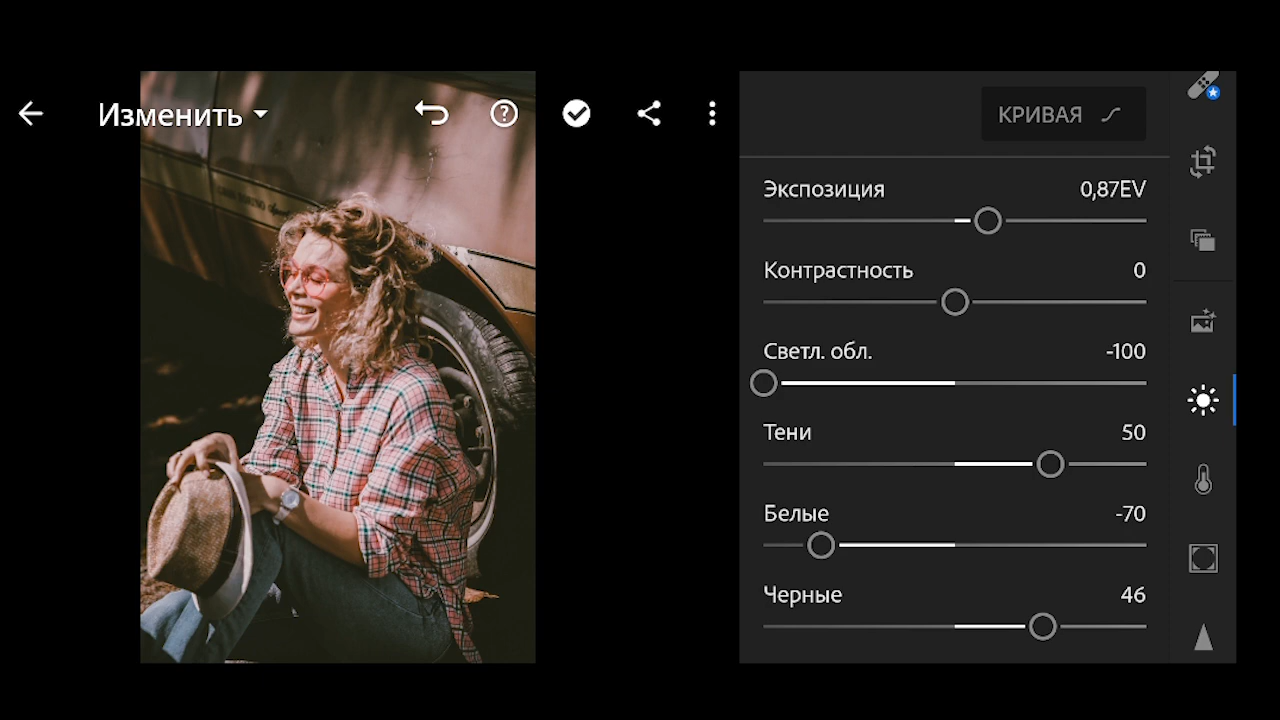 Изменить
КРИВАЯ
Экспозиция 0,87EV
Контрастность 0
Светл. обл. -100
Тени 50
Белые -70
Черные 46